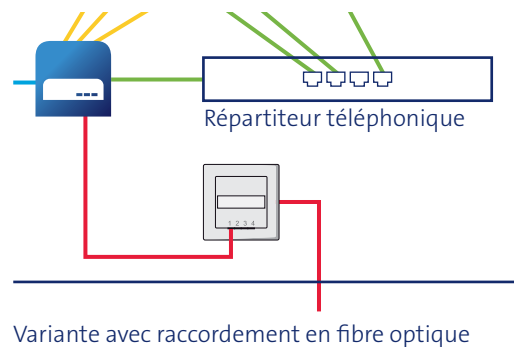 Répartiteur téléphonique
1 2 3 4
Variante avec raccordement en fibre optique